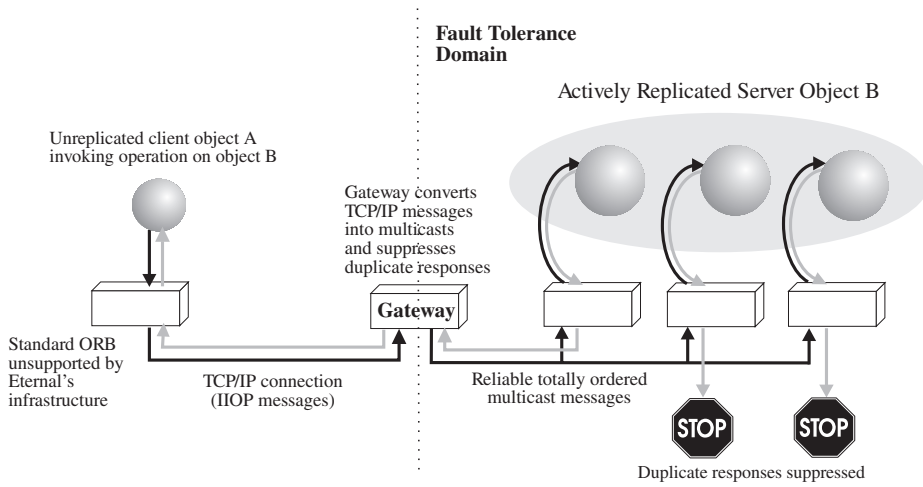 Fault Tolerance
Domain
Actively Replicated Server Object B
Unreplicated client object A
invoking operation on object B
Gateway converts
TCP/IP messages
into multicasts
and suppresses
duplicate responses
Gateway
Standard ORB
unsupported by
Eternal's
infrastructure
TCP/IP connection
(IIOP messages)
Reliable totally ordered
multicast messages
STOP
STOP
Duplicate responses suppressed